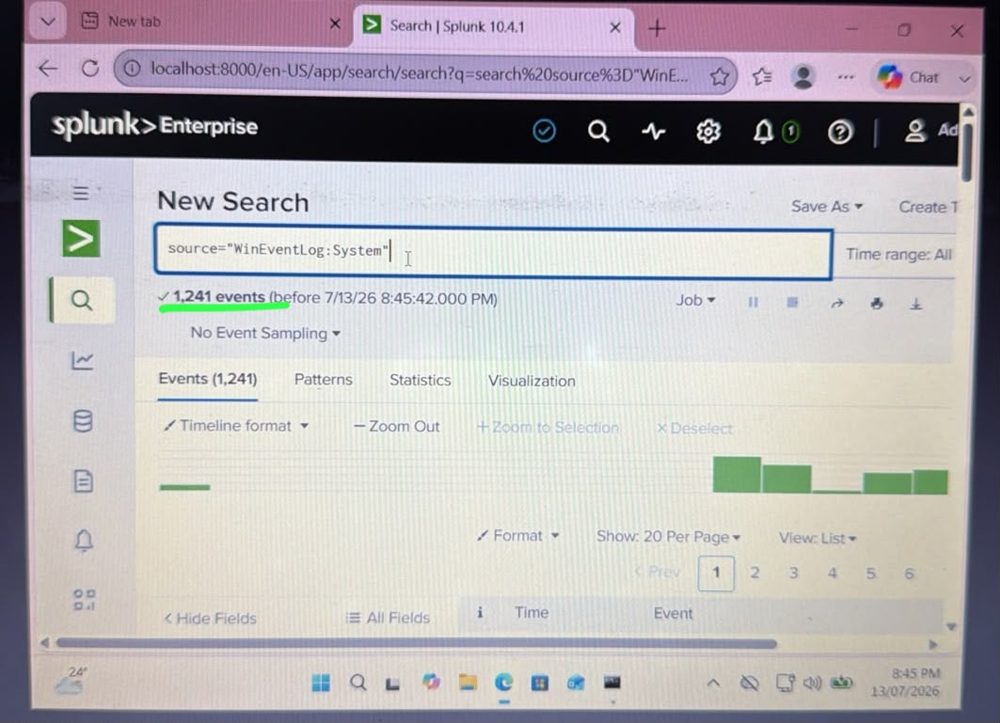 New tab
Search | Splunk 10.4.1
localhost:8000/en-US/app/search/search?q=search%20source%3D"WinE...
Chat
splunk>Enterprise
1
Ad
New Search
Save As
Create T
source="WinEventLog:System"
Time range: All
1,241 events (before 7/13/26 8:45:42.000 PM)
Job
No Event Sampling
Events (1,241)
Patterns
Statistics
Visualization
Timeline format
— Zoom Out
+ Zoom to Selection
× Deselect
Format
Show: 20 Per Page
View: List
< Prev
1
2
3
4
5
6
< Hide Fields
All Fields
i
Time
Event
24°
8:45 PM
13/07/2026